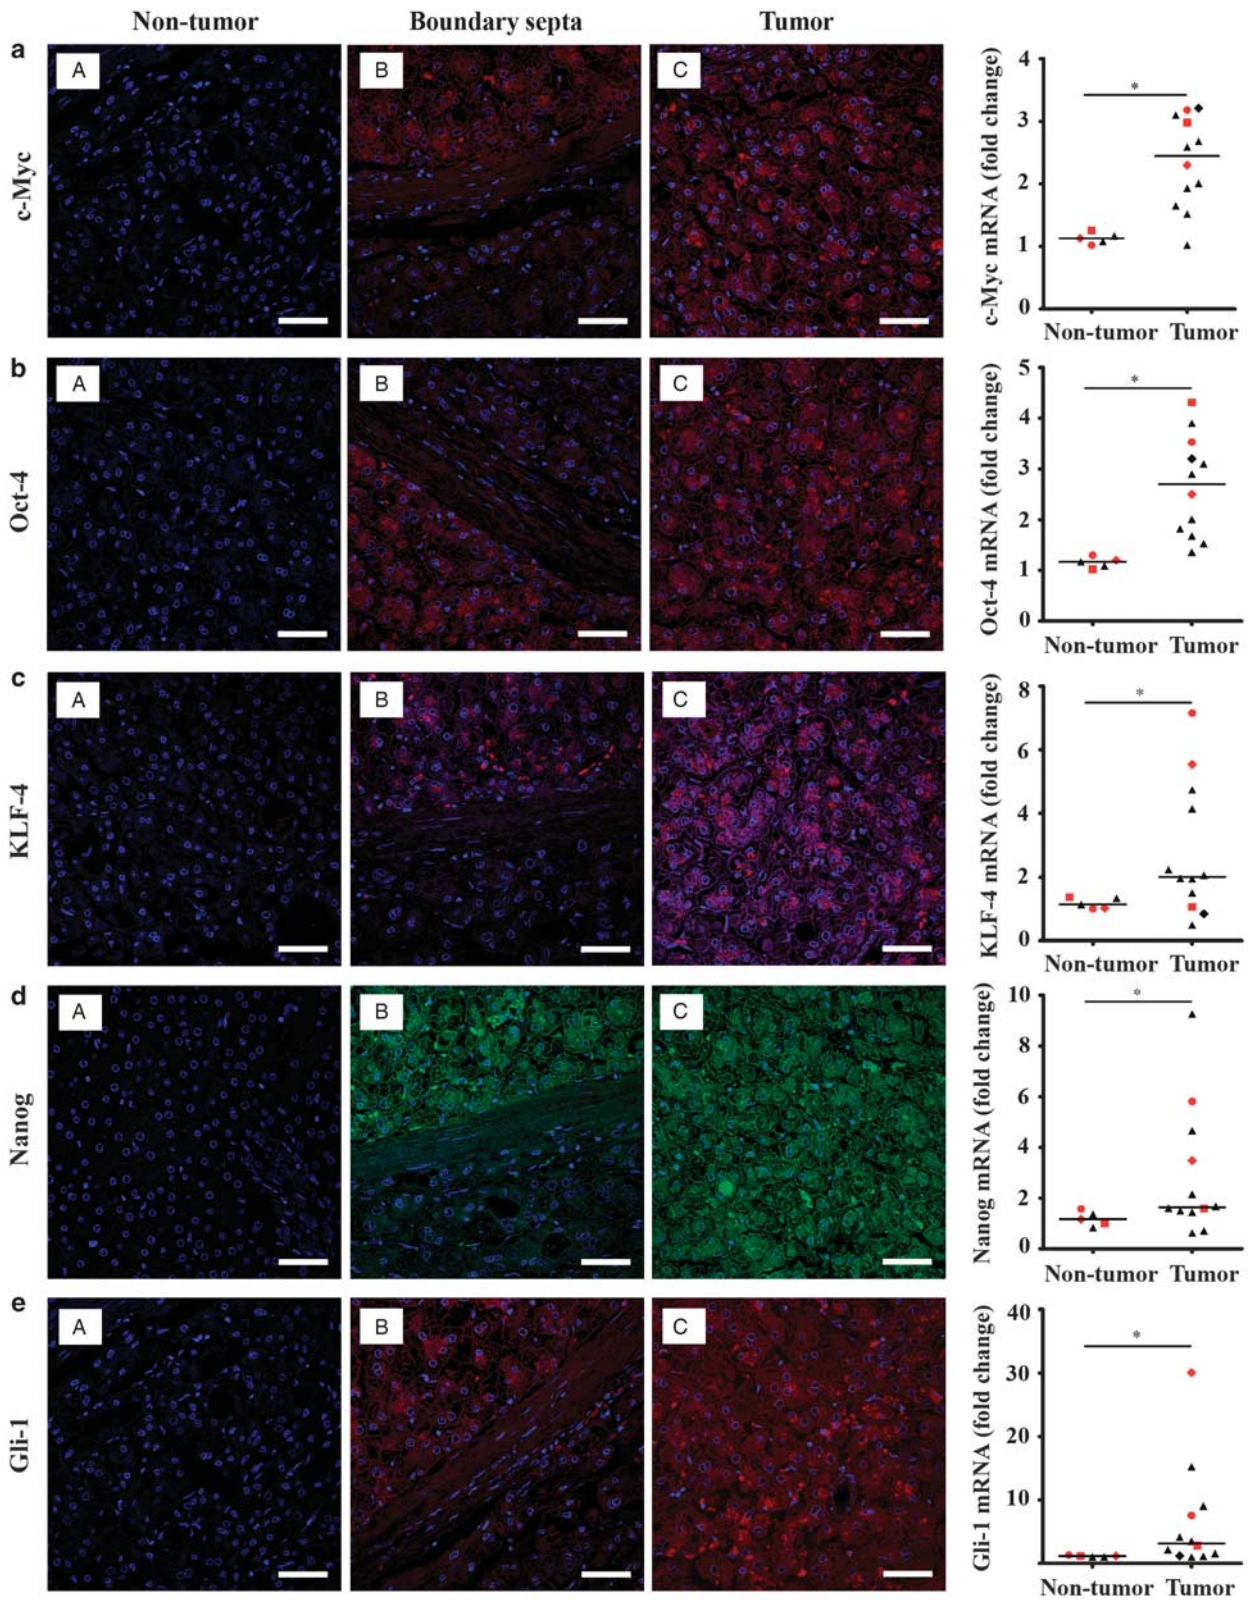 Non-tumor Boundary septa Tumor
a
c-Myc
A
B
C
c-Myc mRNA (fold change)
4
*
3
2
1
0
Non-tumor Tumor
b
Oct-4
A
B
C
Oct-4 mRNA (fold change)
5
*
4
3
2
1
0
Non-tumor Tumor
c
KLF-4
A
B
C
KLF-4 mRNA (fold change)
8
*
6
4
2
0
Non-tumor Tumor
d
Nanog
A
B
C
Nanog mRNA (fold change)
10
*
8
6
4
2
0
Non-tumor Tumor
e
Gli-1
A
B
C
Gli-1 mRNA (fold change)
40
*
30
20
10
Non-tumor Tumor